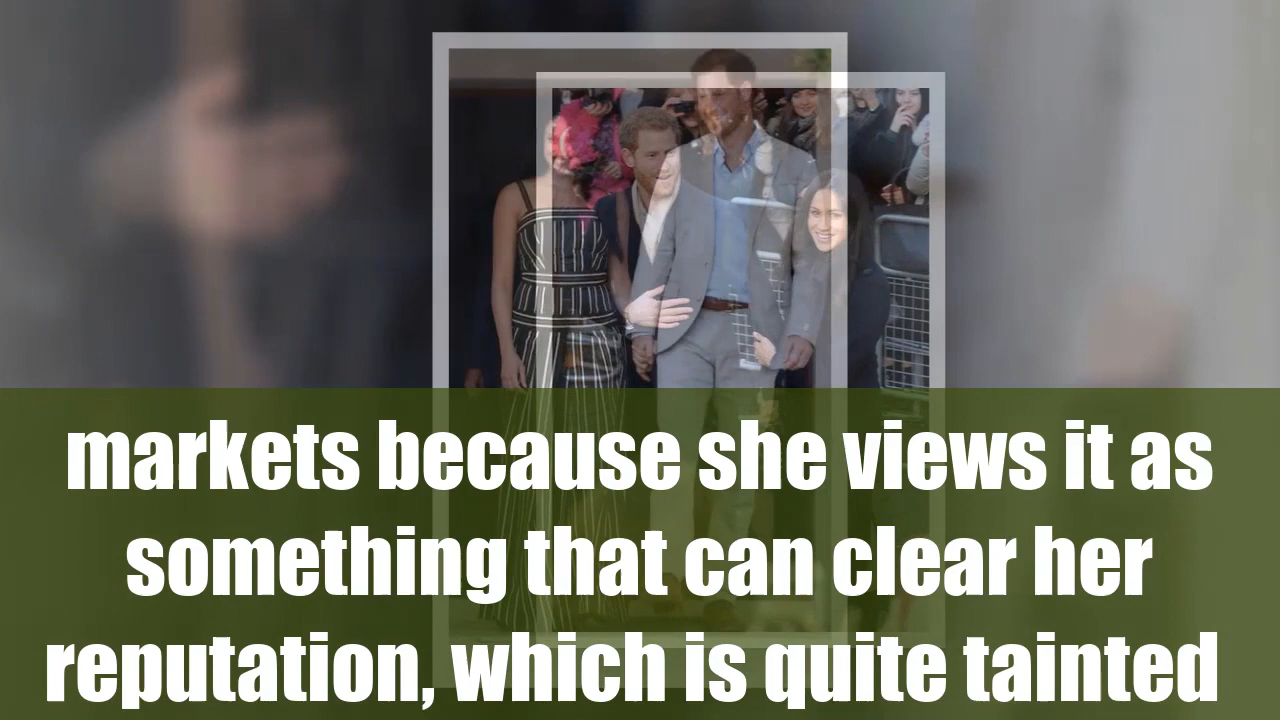 markets because she views it as
something that can clear her
reputation, which is quite tainted